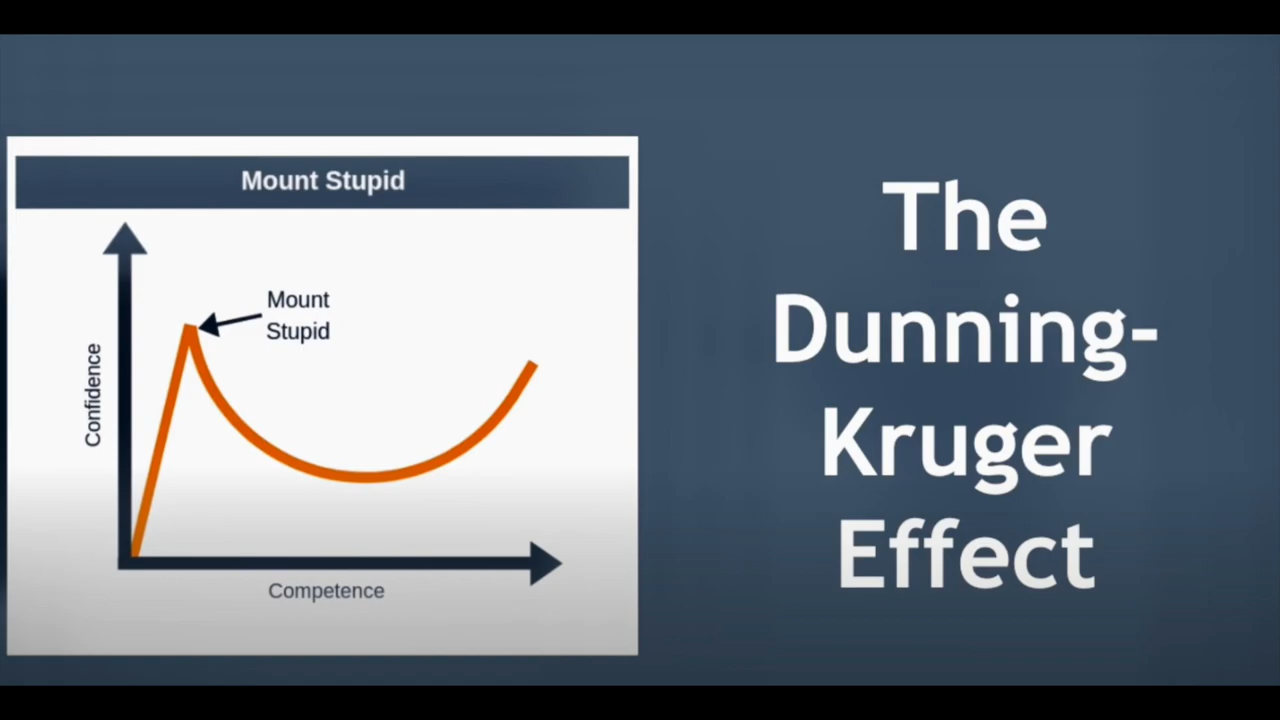 Mount Stupid
Mount
Stupid
Confidence
Competence
The
Dunning-
Kruger
Effect